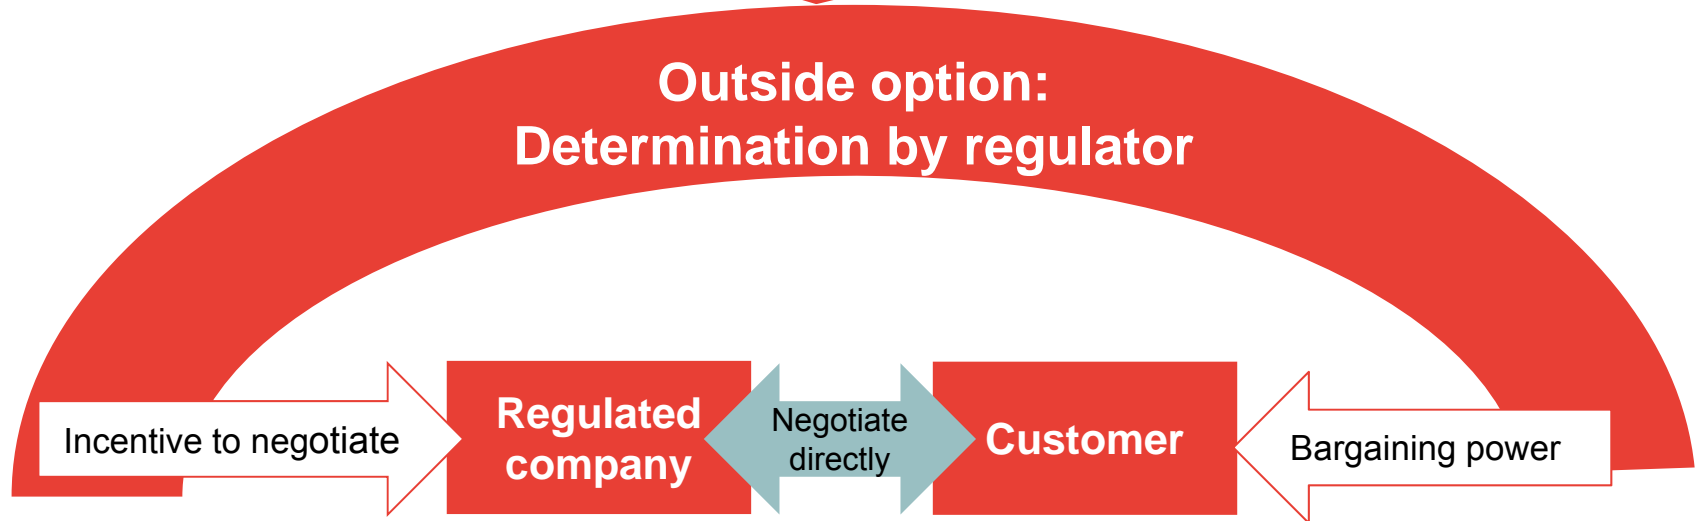 Outside option:
Determination by regulator
Incentive to negotiate
Regulated
company
Negotiate
directly
Customer
Bargaining power